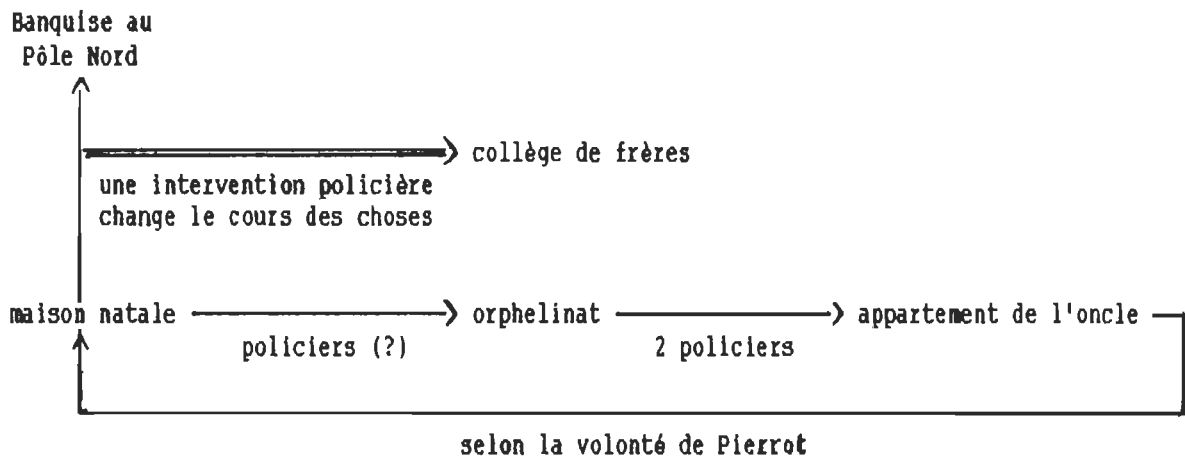 Banquise au
Pôle Nord
collège de frères
une intervention policière
change le cours des choses
maison natale
orphelinat
appartement de l'oncle
policiers (?)
2 policiers
selon la volonté de Pierrot